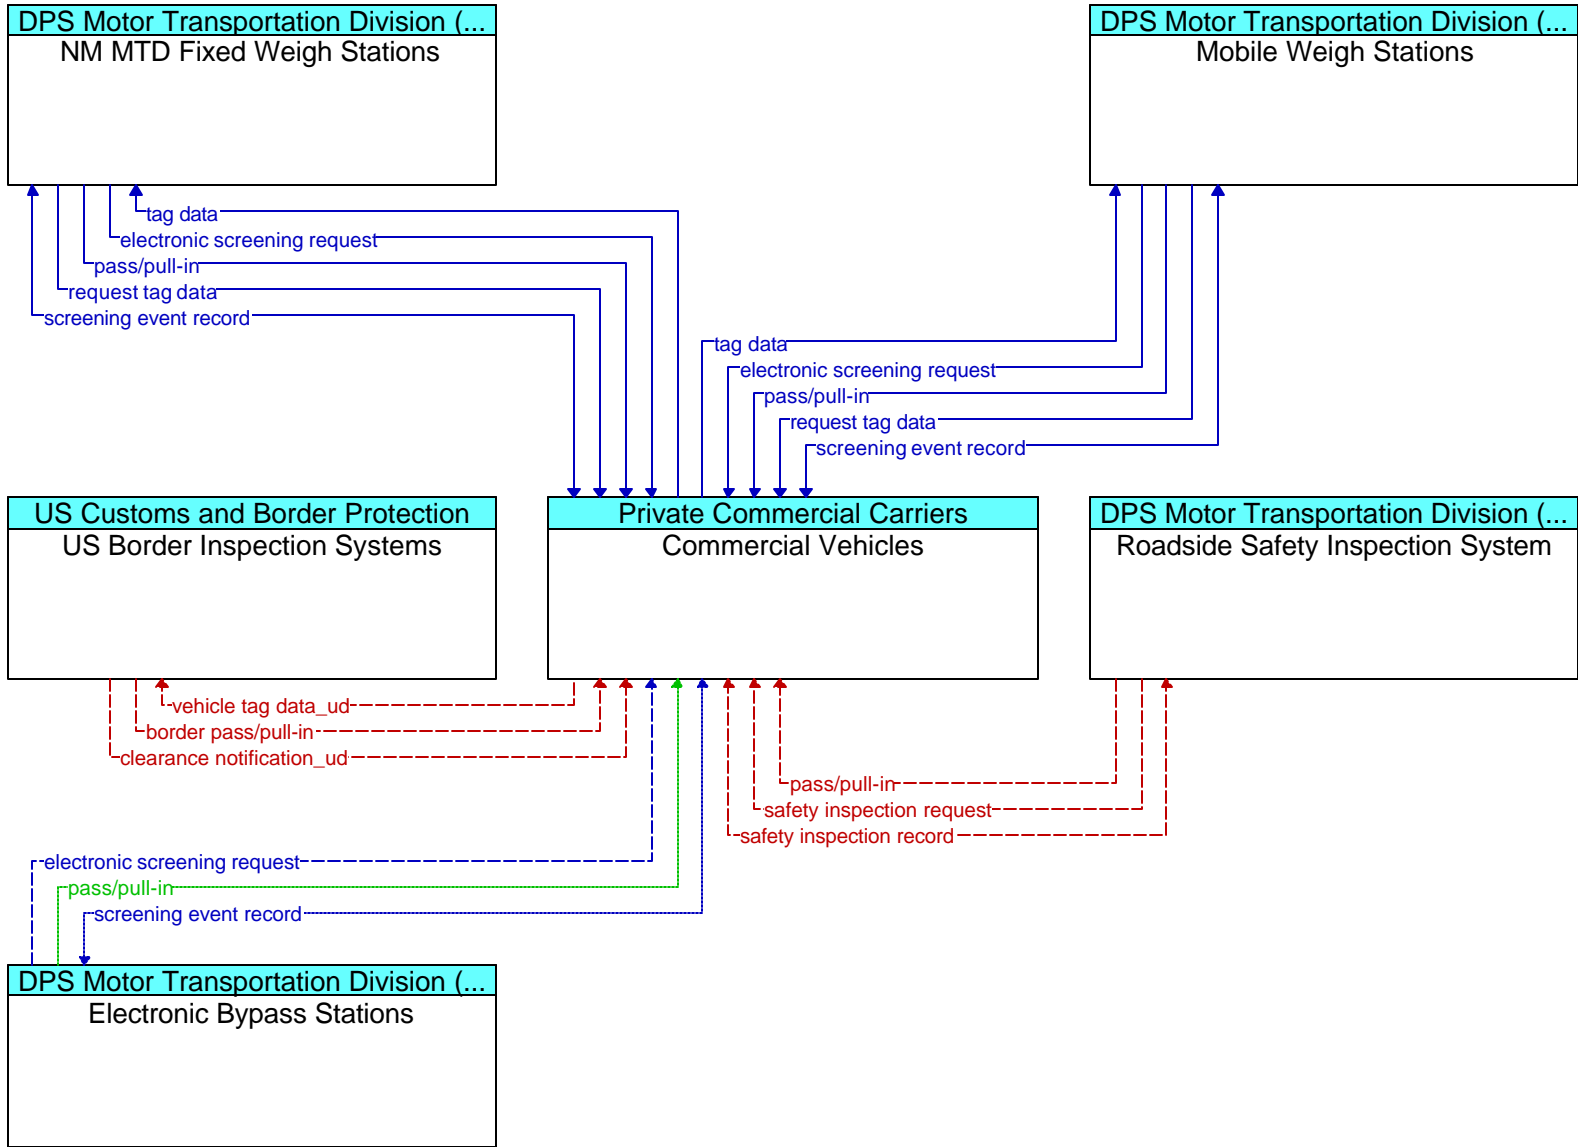 DPS Motor Transportation Division (...
NM MTD Fixed Weigh Stations
DPS Motor Transportation Division (...
Mobile Weigh Stations
tag data
electronic screening request
pass/pull-in
request tag data
screening event record
tag data
electronic screening request
pass/pull-in
request tag data
screening event record
US Customs and Border Protection
US Border Inspection Systems
Private Commercial Carriers
Commercial Vehicles
DPS Motor Transportation Division (...
Roadside Safety Inspection System
vehicle tag data_ud
border pass/pull-in
clearance notification_ud
pass/pull-in
safety inspection request
safety inspection record
electronic screening request
pass/pull-in
screening event record
DPS Motor Transportation Division (...
Electronic Bypass Stations